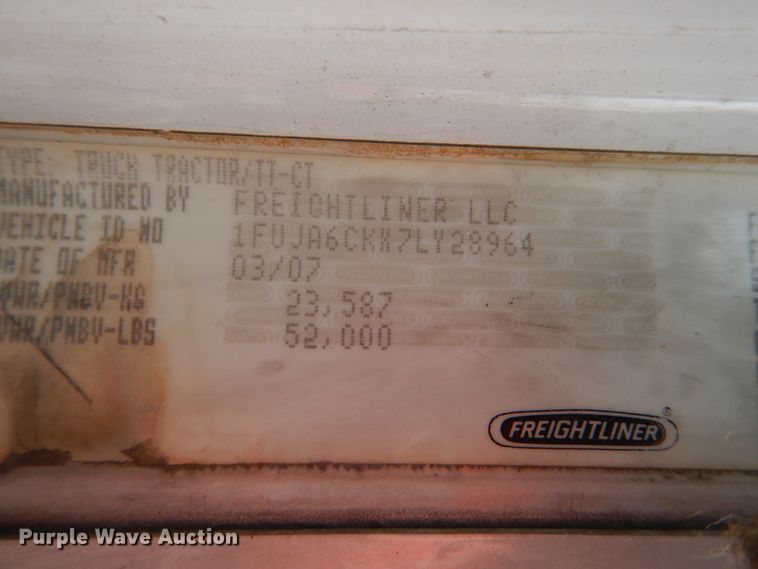 TYPE: TRUCK TRACTOR/TT-CT
MANUFACTURED BY FREIGHTLINER LLC
VEHICLE ID NO 1FUJA6CKX7LY28964
DATE OF MFR 03/07
GVWR/PNBV-KG 23,587
GVWR/PNBV-LBS 52,000
FREIGHTLINER
Purple Wave Auction